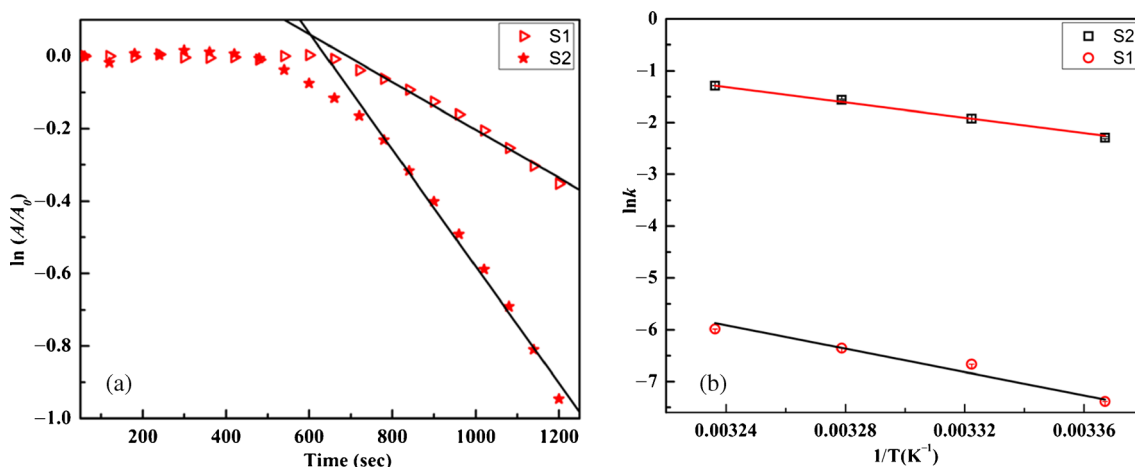 S1
S2
0.0
−0.2
−0.4
−0.6
−0.8
−1.0
ln (A/A₀)
(a)
200 400 600 800 1000 1200
Time (sec)
S2
S1
0
−1
−2
−3
−4
−5
−6
−7
lnk
(b)
0.00324 0.00328 0.00332 0.00336
1/T(K⁻¹)